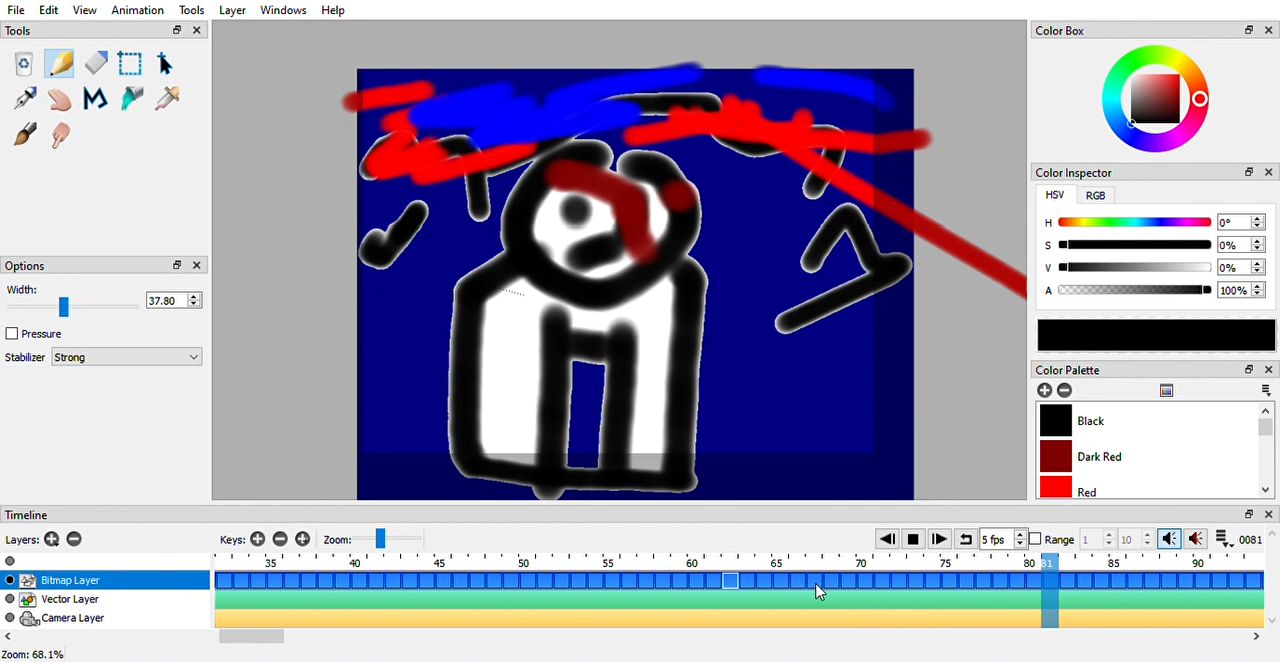 File Edit View Animation Tools Layer Windows Help
Tools
Options
Width:
37.80
Pressure
Stabilizer Strong
Color Box
Color Inspector
HSV RGB
H 0°
S 0%
V 0%
A 100%
Color Palette
Black
Dark Red
Red
Timeline
Layers: Keys: Zoom: 5 fps Range 1 10 0081
35 40 45 50 55 60 65 70 75 80 81 85 90
Bitmap Layer
Vector Layer
Camera Layer
Zoom: 68.1%